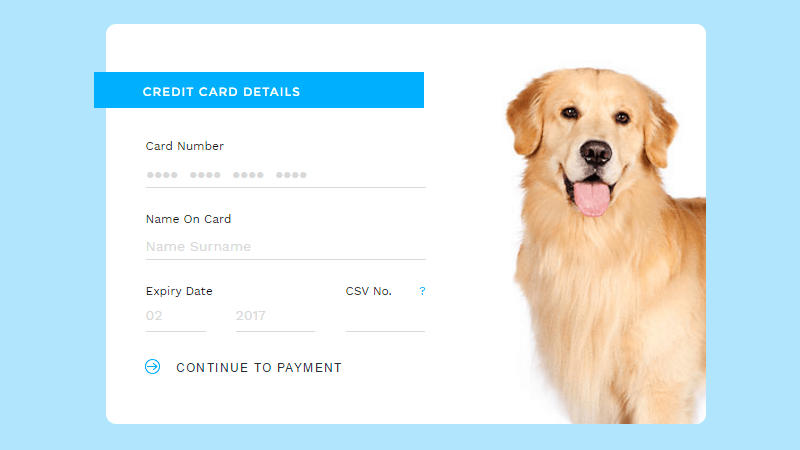 CREDIT CARD DETAILS
Card Number
Name On Card
Name Surname
Expiry Date CSV No. ?
02 2017
CONTINUE TO PAYMENT